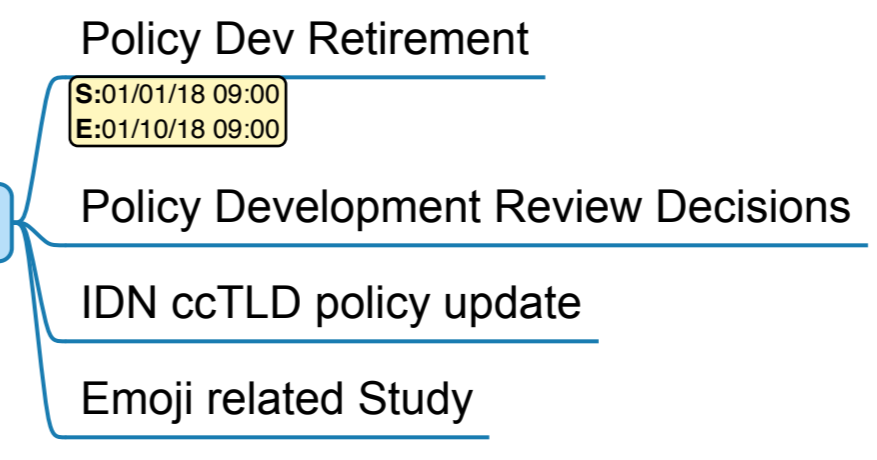 Policy Dev Retirement
S:01/01/18 09:00
E:01/10/18 09:00
Policy Development Review Decisions
IDN ccTLD policy update
Emoji related Study